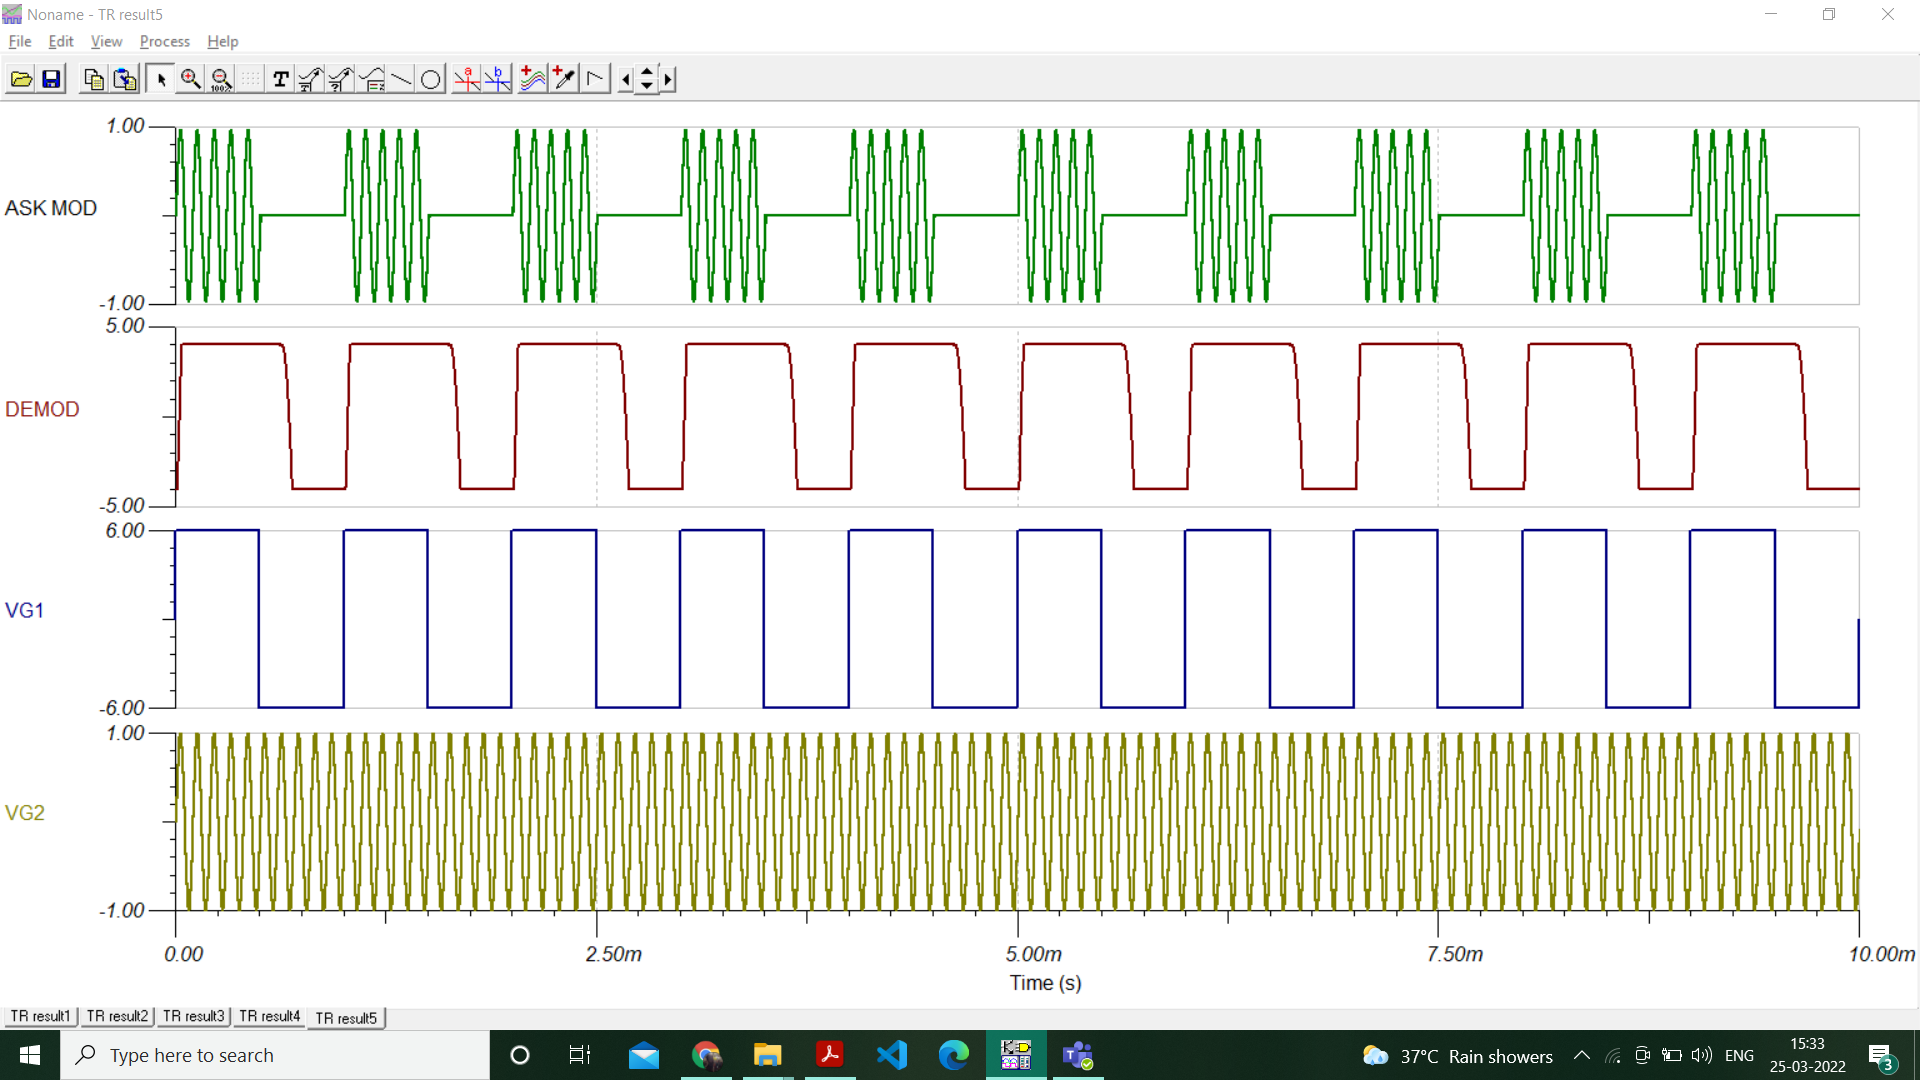 Noname - TR result5
File Edit View Process Help
100%
T
T
?
a
b
1.00
ASK MOD
-1.00
5.00
DEMOD
-5.00
6.00
VG1
-6.00
1.00
VG2
-1.00
0.00 2.50m 5.00m 7.50m 10.00m
Time (s)
TR result1 TR result2 TR result3 TR result4 TR result5
Type here to search
37°C Rain showers
ENG
15:33
25-03-2022
3